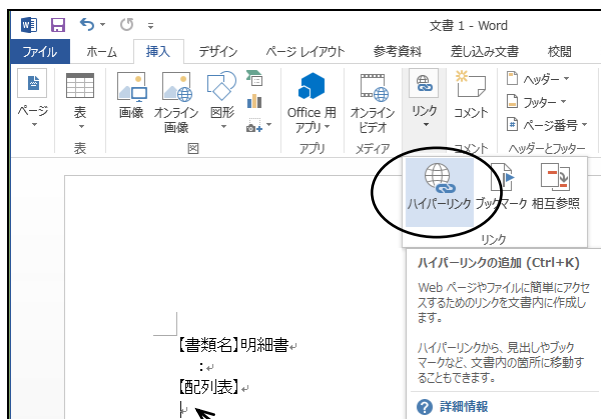 文書 1 - Word
ファイル ホーム 挿入 デザイン ページ レイアウト 参考資料 差し込み文書 校閲
ページ 表 画像 オンライン画像 図形 Office 用アプリ オンラインビデオ リンク コメント ヘッダー
フッター
ページ番号
表 図 アプリ メディア コメント ヘッダーとフッター
ハイパーリンク ブックマーク 相互参照
リンク
ハイパーリンクの追加 (Ctrl+K)
Web ページやファイルに簡単にアクセ
スするためのリンクを文書内に作成し
ます。
ハイパーリンクから、見出しやブック
マークなど、文書内の箇所に移動す
ることもできます。
詳細情報
【書類名】明細書
:
【配列表】